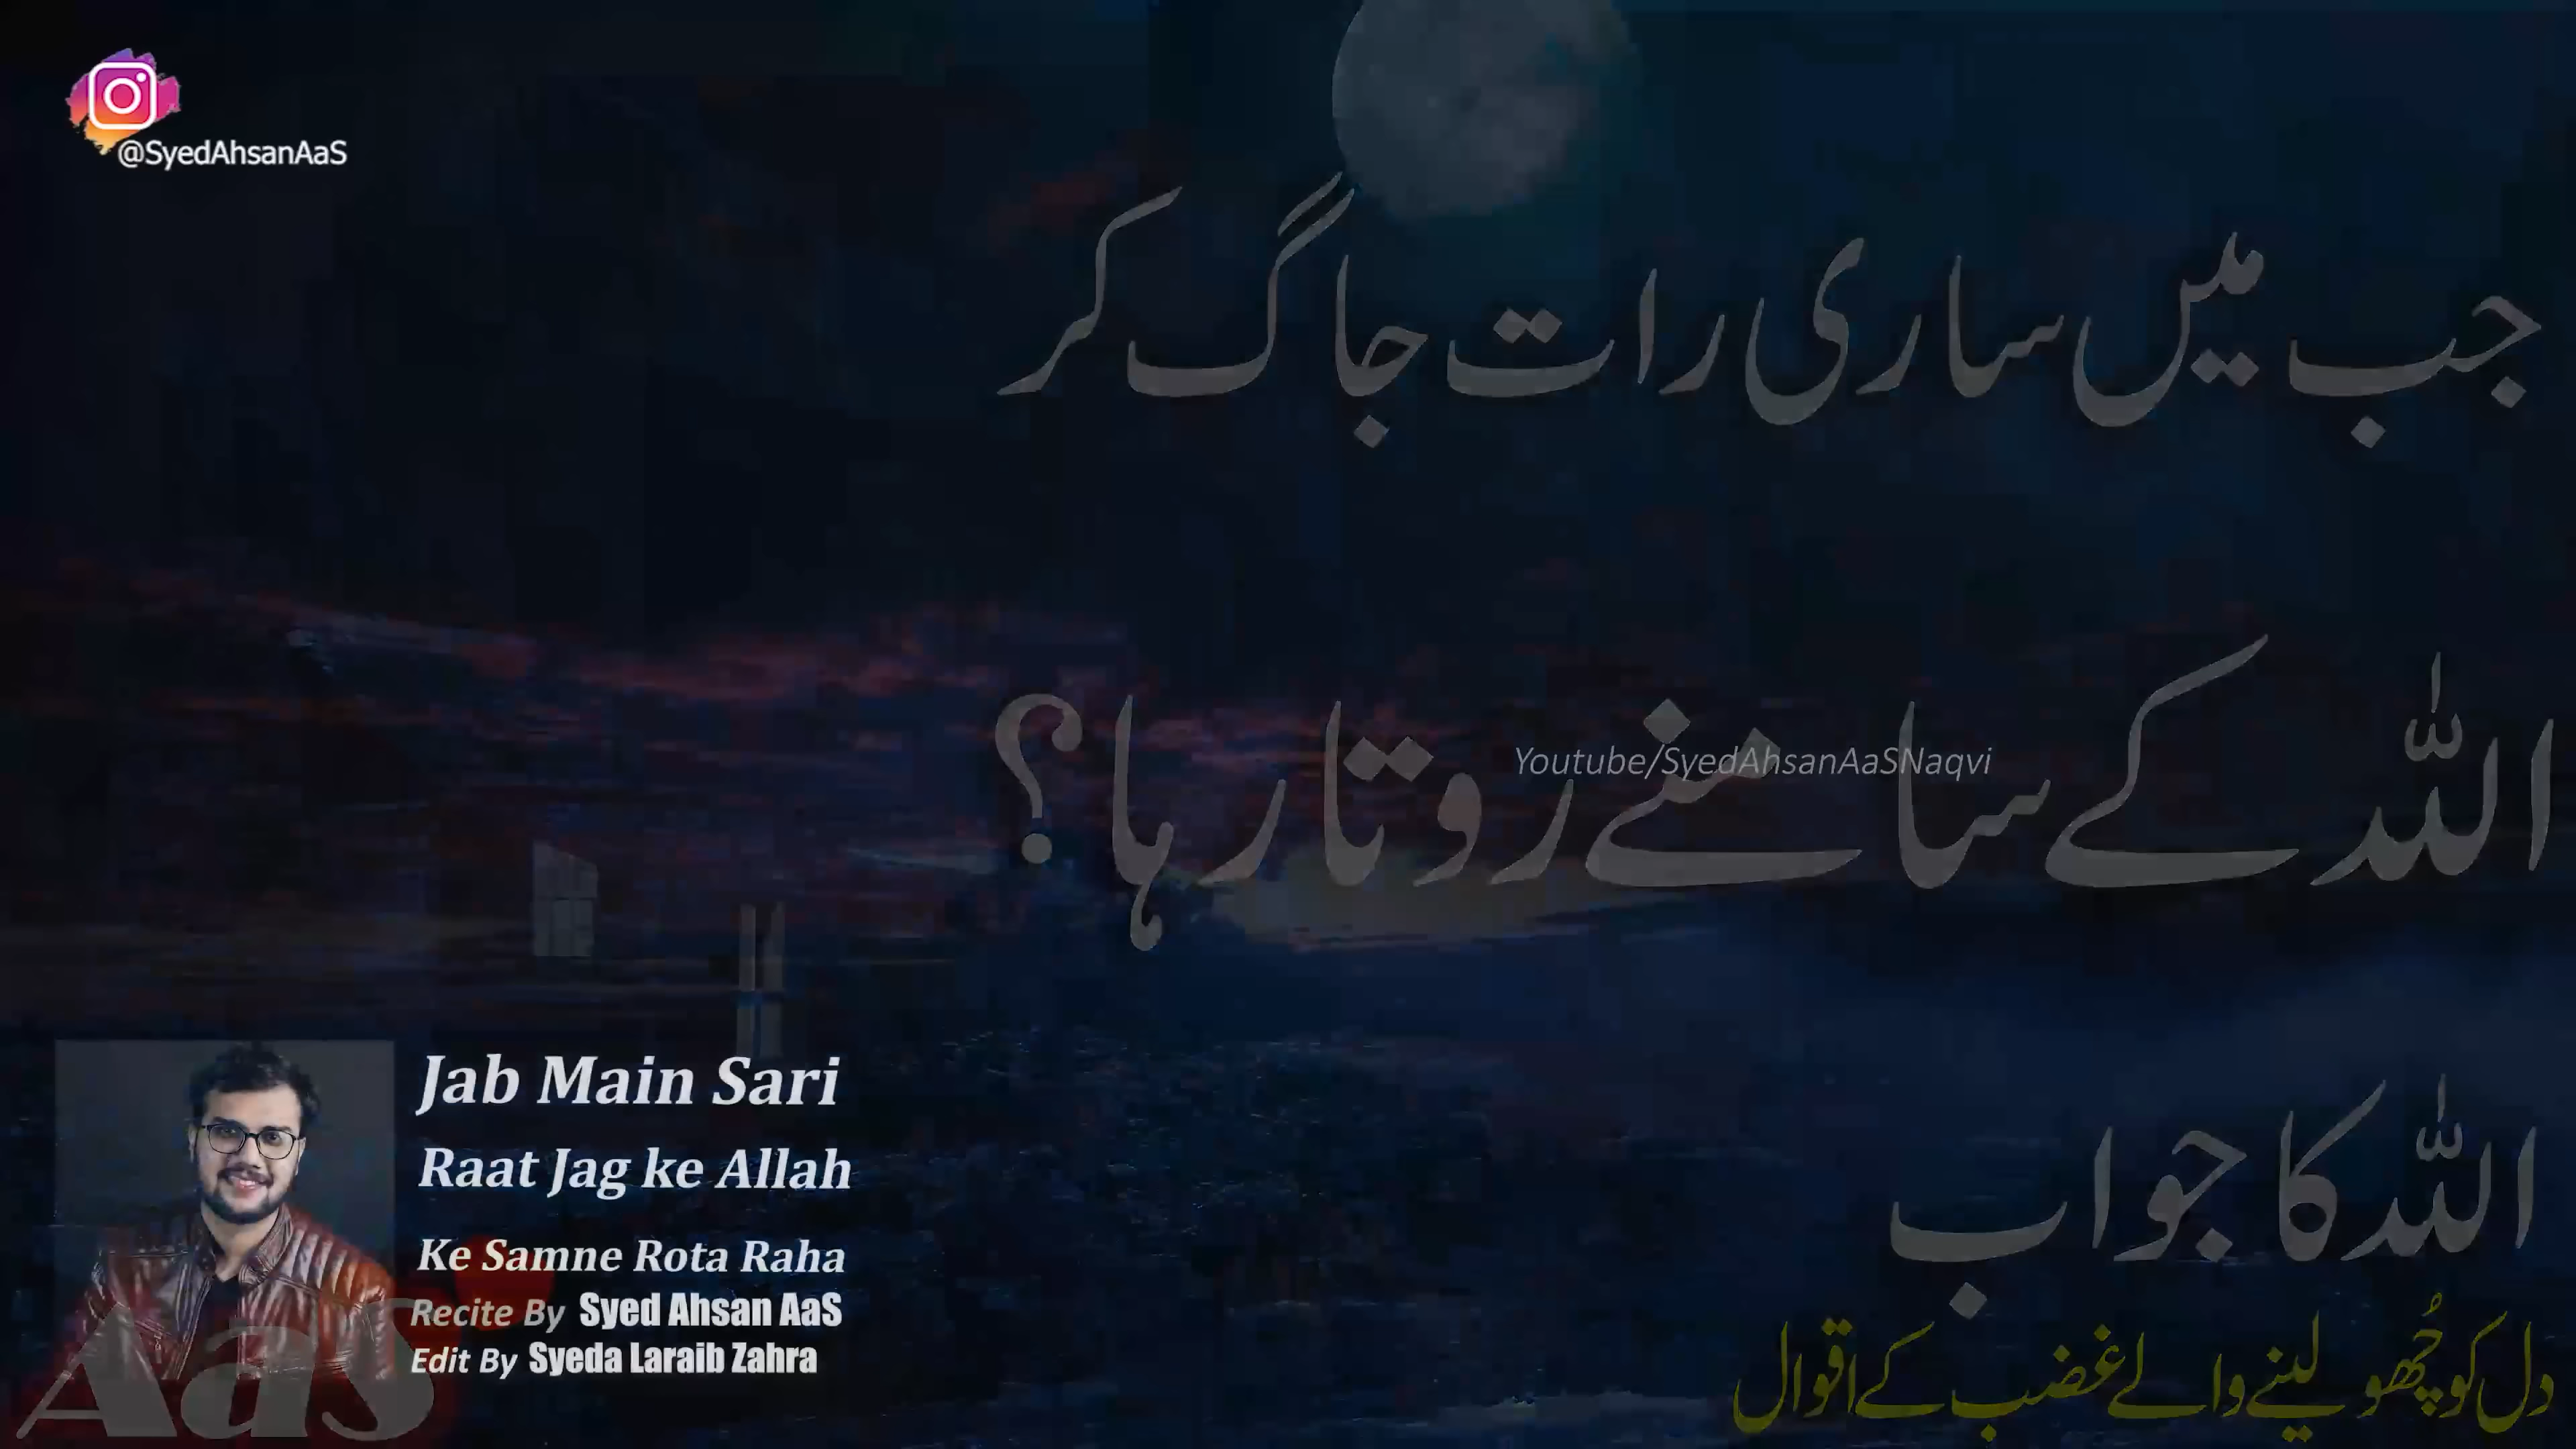 @SyedAhsanAaS
جب میں ساری رات جاگ کر
اللہ کے سامنے روتا رہا؟
Youtube/SyedAhsanAaSNaqvi
اللہ کا جواب
دل کو چُھو لینے والے غضب کے اقوال
Jab Main Sari
Raat Jag ke Allah
Ke Samne Rota Raha
Recite By Syed Ahsan AaS
Edit By Syeda Laraib Zahra
Aas